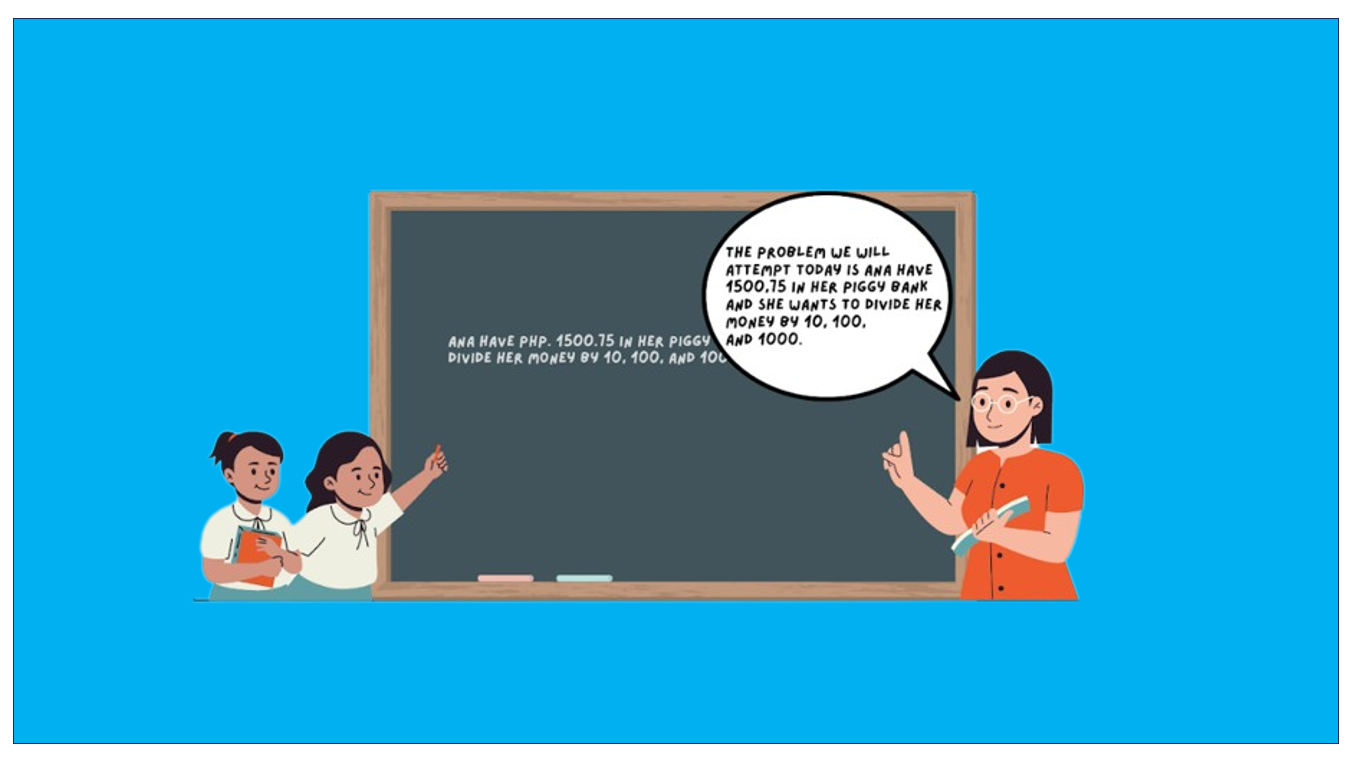 ANA HAVE PHP. 1500.75 IN HER PIGGY
DIVIDE HER MONEY BY 10, 100, AND
THE PROBLEM WE WILL
ATTEMPT TODAY IS ANA HAVE
1500.75 IN HER PIGGY BANK
AND SHE WANTS TO DIVIDE HER
MONEY BY 10, 100,
AND 1000.